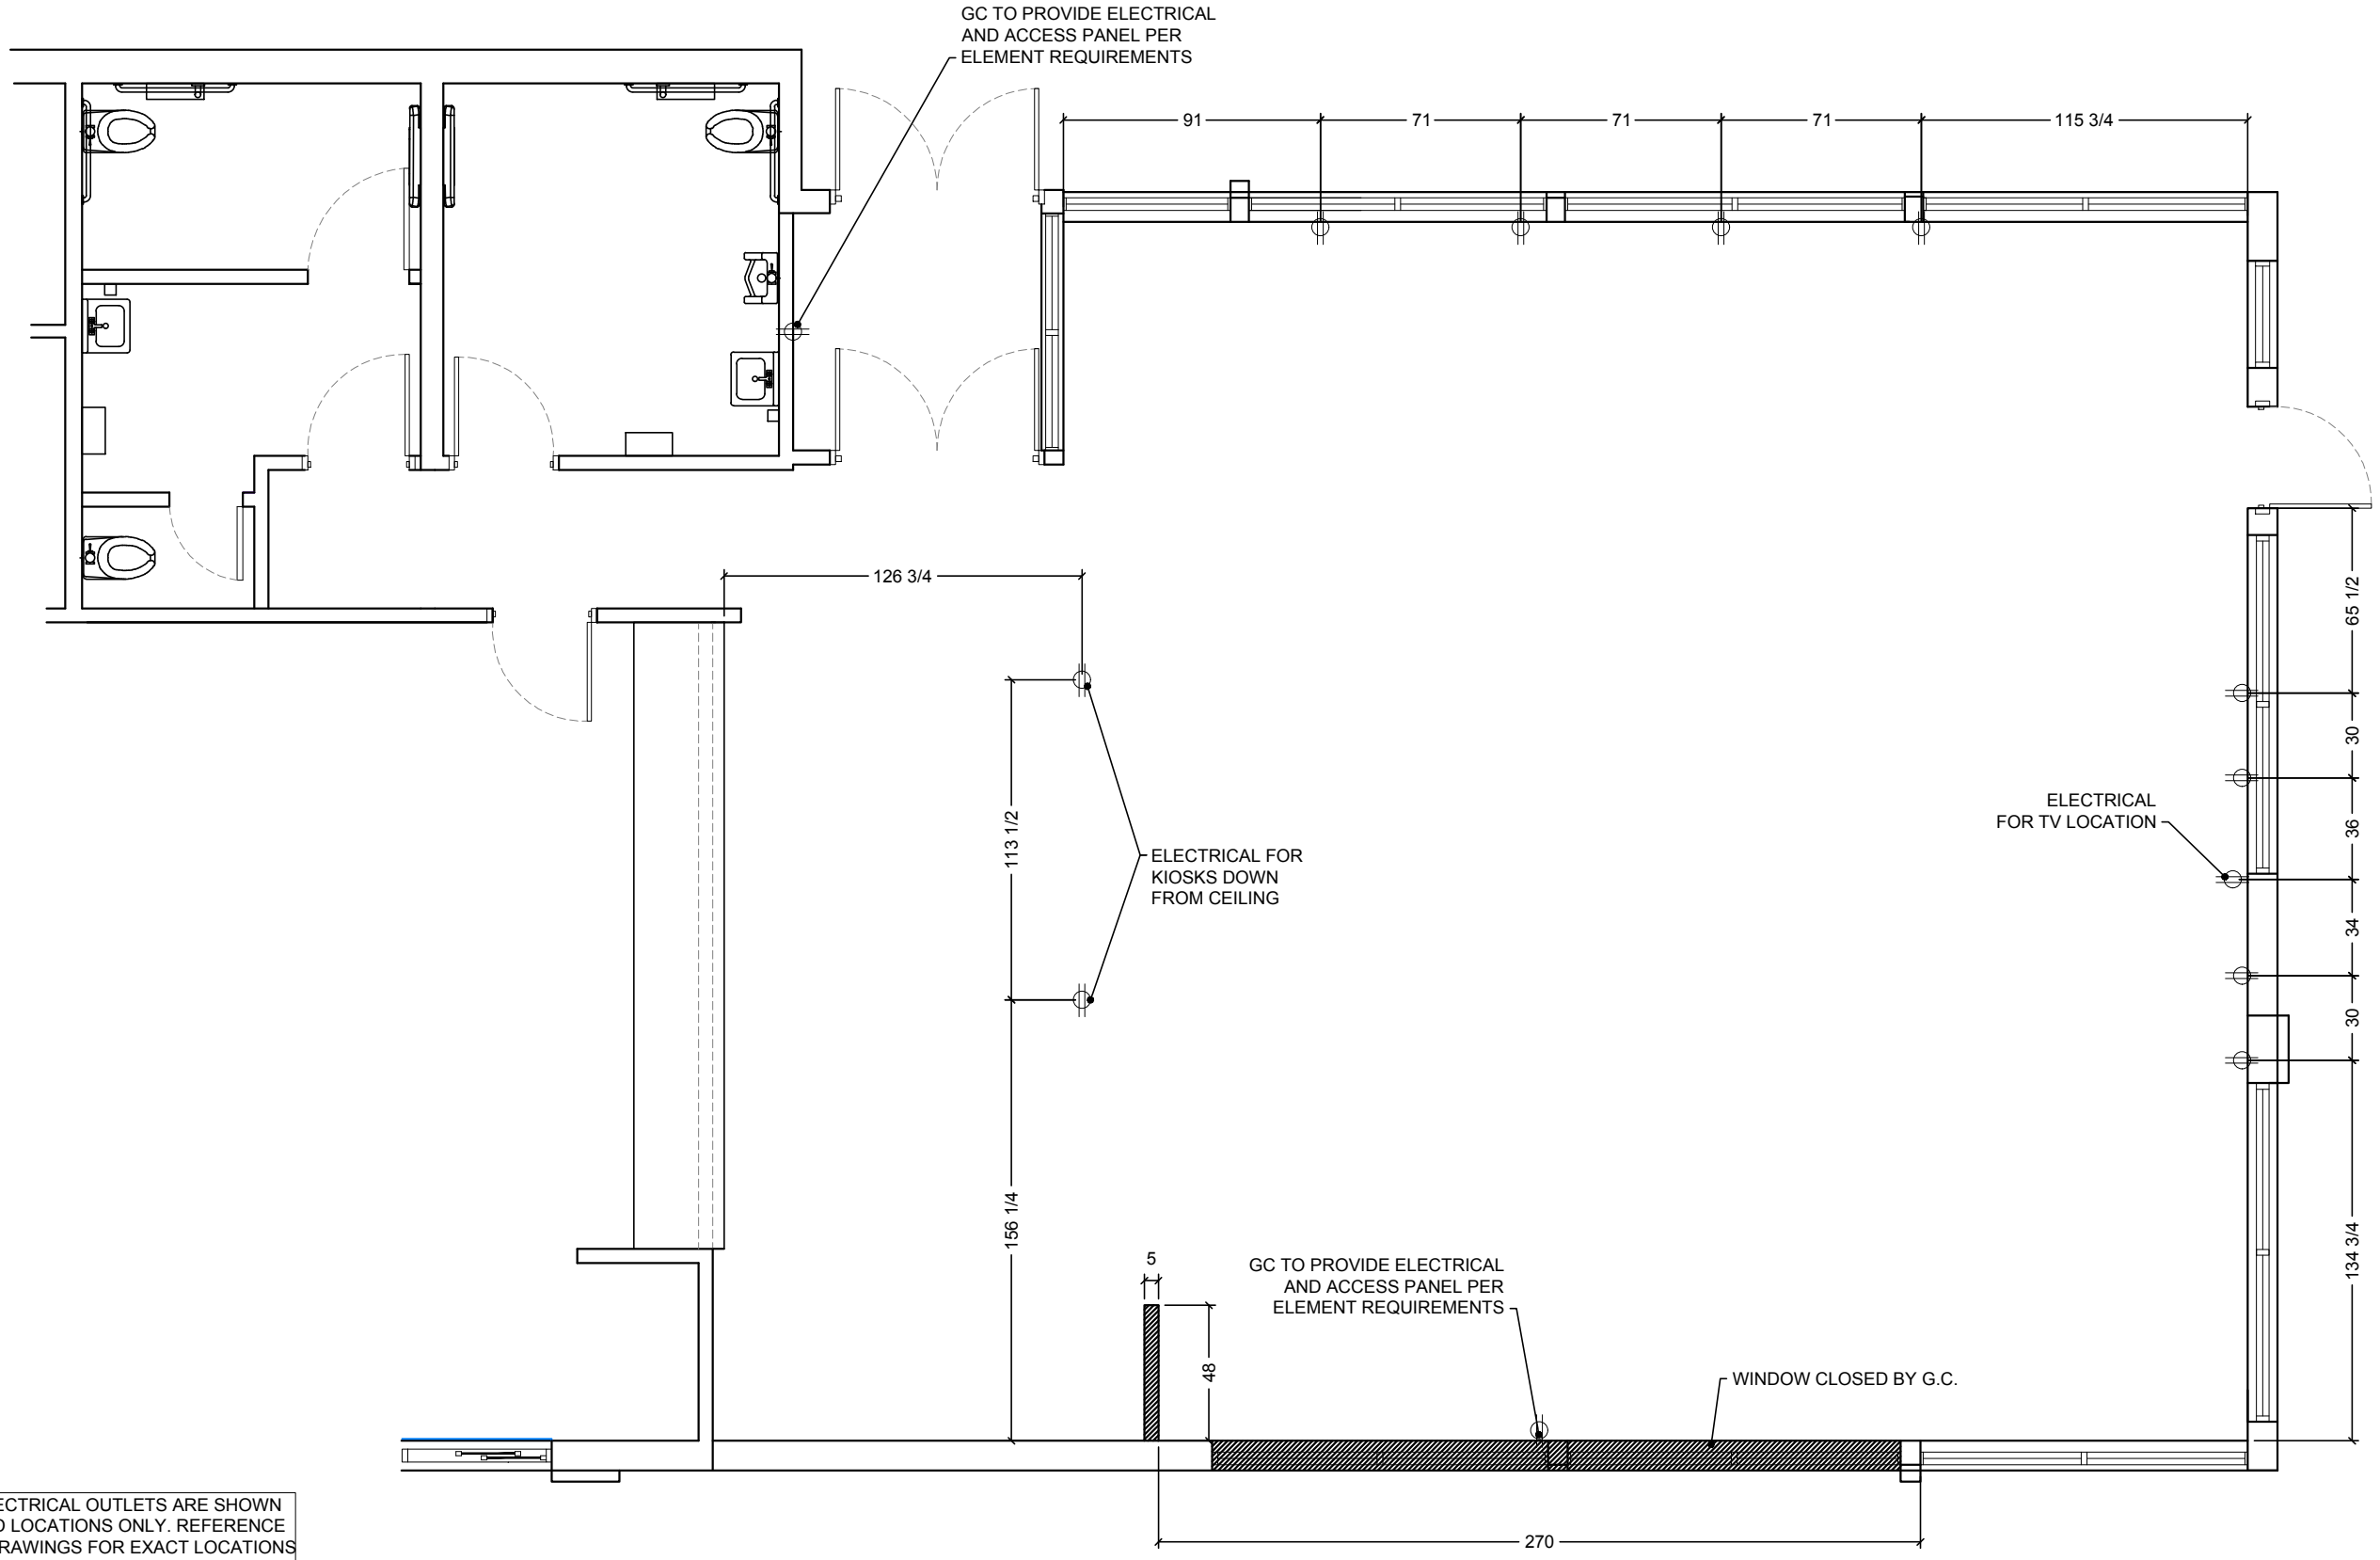 GC TO PROVIDE ELECTRICAL
AND ACCESS PANEL PER
ELEMENT REQUIREMENTS
91
71
71
71
115 3/4
126 3/4
65 1/2
30
36
34
30
134 3/4
113 1/2
156 1/4
ELECTRICAL
FOR TV LOCATION
ELECTRICAL FOR
KIOSKS DOWN
FROM CEILING
5
48
GC TO PROVIDE ELECTRICAL
AND ACCESS PANEL PER
ELEMENT REQUIREMENTS
WINDOW CLOSED BY G.C.
270
OUTLETS ARE SHOWN
LOCATIONS ONLY. REFERENCE
FOR EXACT LOCATIONS